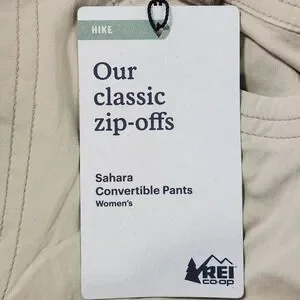 HIKE
Our
classic
zip-offs
Sahara
Convertible Pants
Women's
REI
co·op